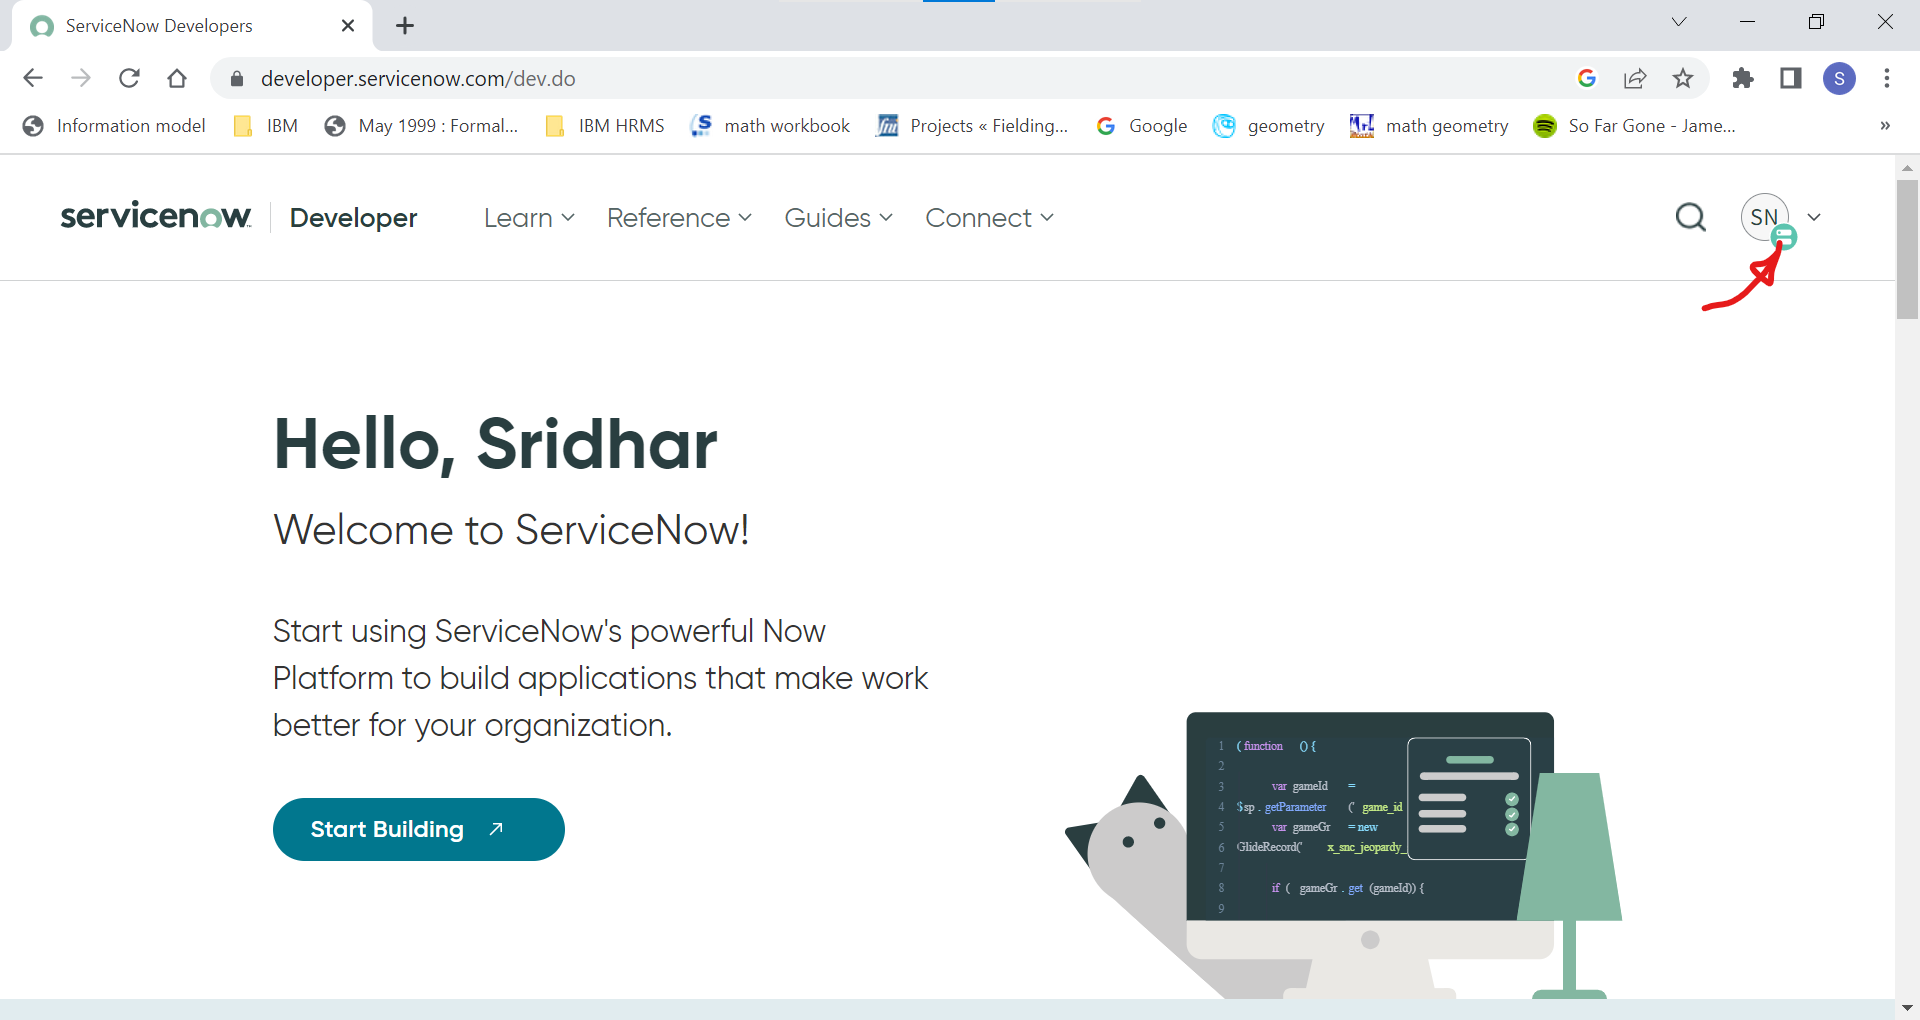 ServiceNow Developers
developer.servicenow.com/dev.do
S
Information model
IBM
May 1999 : Formal...
IBM HRMS
math workbook
Projects « Fielding...
Google
geometry
math geometry
So Far Gone - Jame...
»
servicenow
Developer
Learn
Reference
Guides
Connect
SN
Hello, Sridhar
Welcome to ServiceNow!
Start using ServiceNow's powerful Now
Platform to build applications that make work
better for your organization.
Start Building
1 (function () {
2
3 var gameId =
4 $sp . getParameter (' game_id
5 var gameGr = new
6 GlideRecord(' x_snc_jeopardy_
7
8 if ( gameGr . get (gameId)) {
9